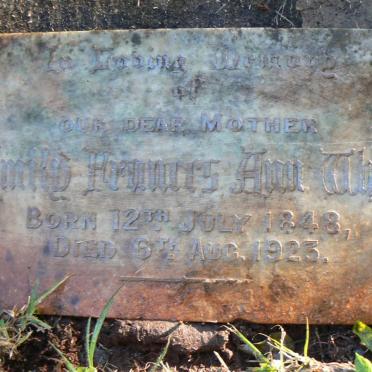 In Loving Memory
of
OUR DEAR MOTHER
Frances Ann
BORN 12TH JULY 1848,
DIED 6TH AUG. 1923.